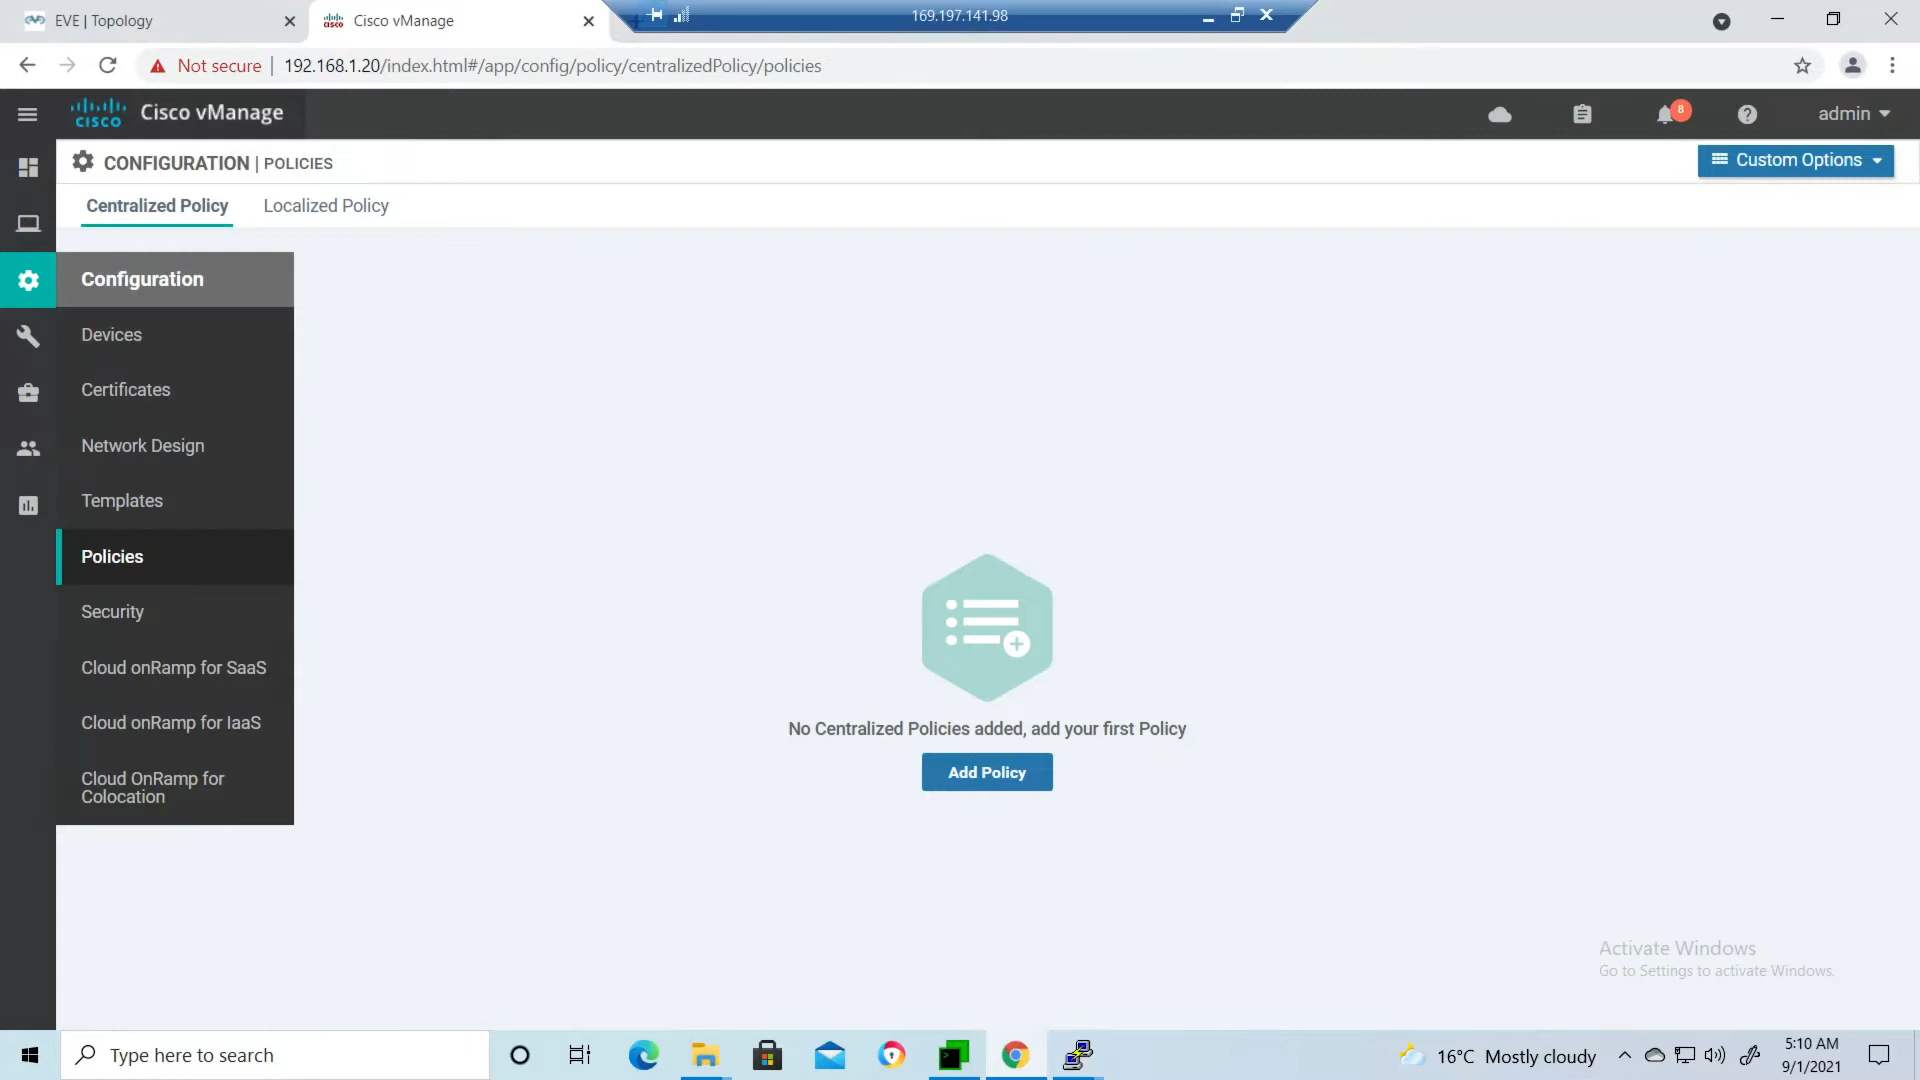 EVE | Topology
Cisco vManage
169.197.141.98
Not secure
192.168.1.20/index.html#/app/config/policy/centralizedPolicy/policies
cisco
Cisco vManage
8
admin
CONFIGURATION | POLICIES
Custom Options
Centralized Policy
Localized Policy
Configuration
Devices
Certificates
Network Design
Templates
Policies
Security
Cloud onRamp for SaaS
Cloud onRamp for IaaS
Cloud OnRamp for
Colocation
No Centralized Policies added, add your first Policy
Add Policy
Activate Windows
Go to Settings to activate Windows.
Type here to search
16°C Mostly cloudy
5:10 AM
9/1/2021